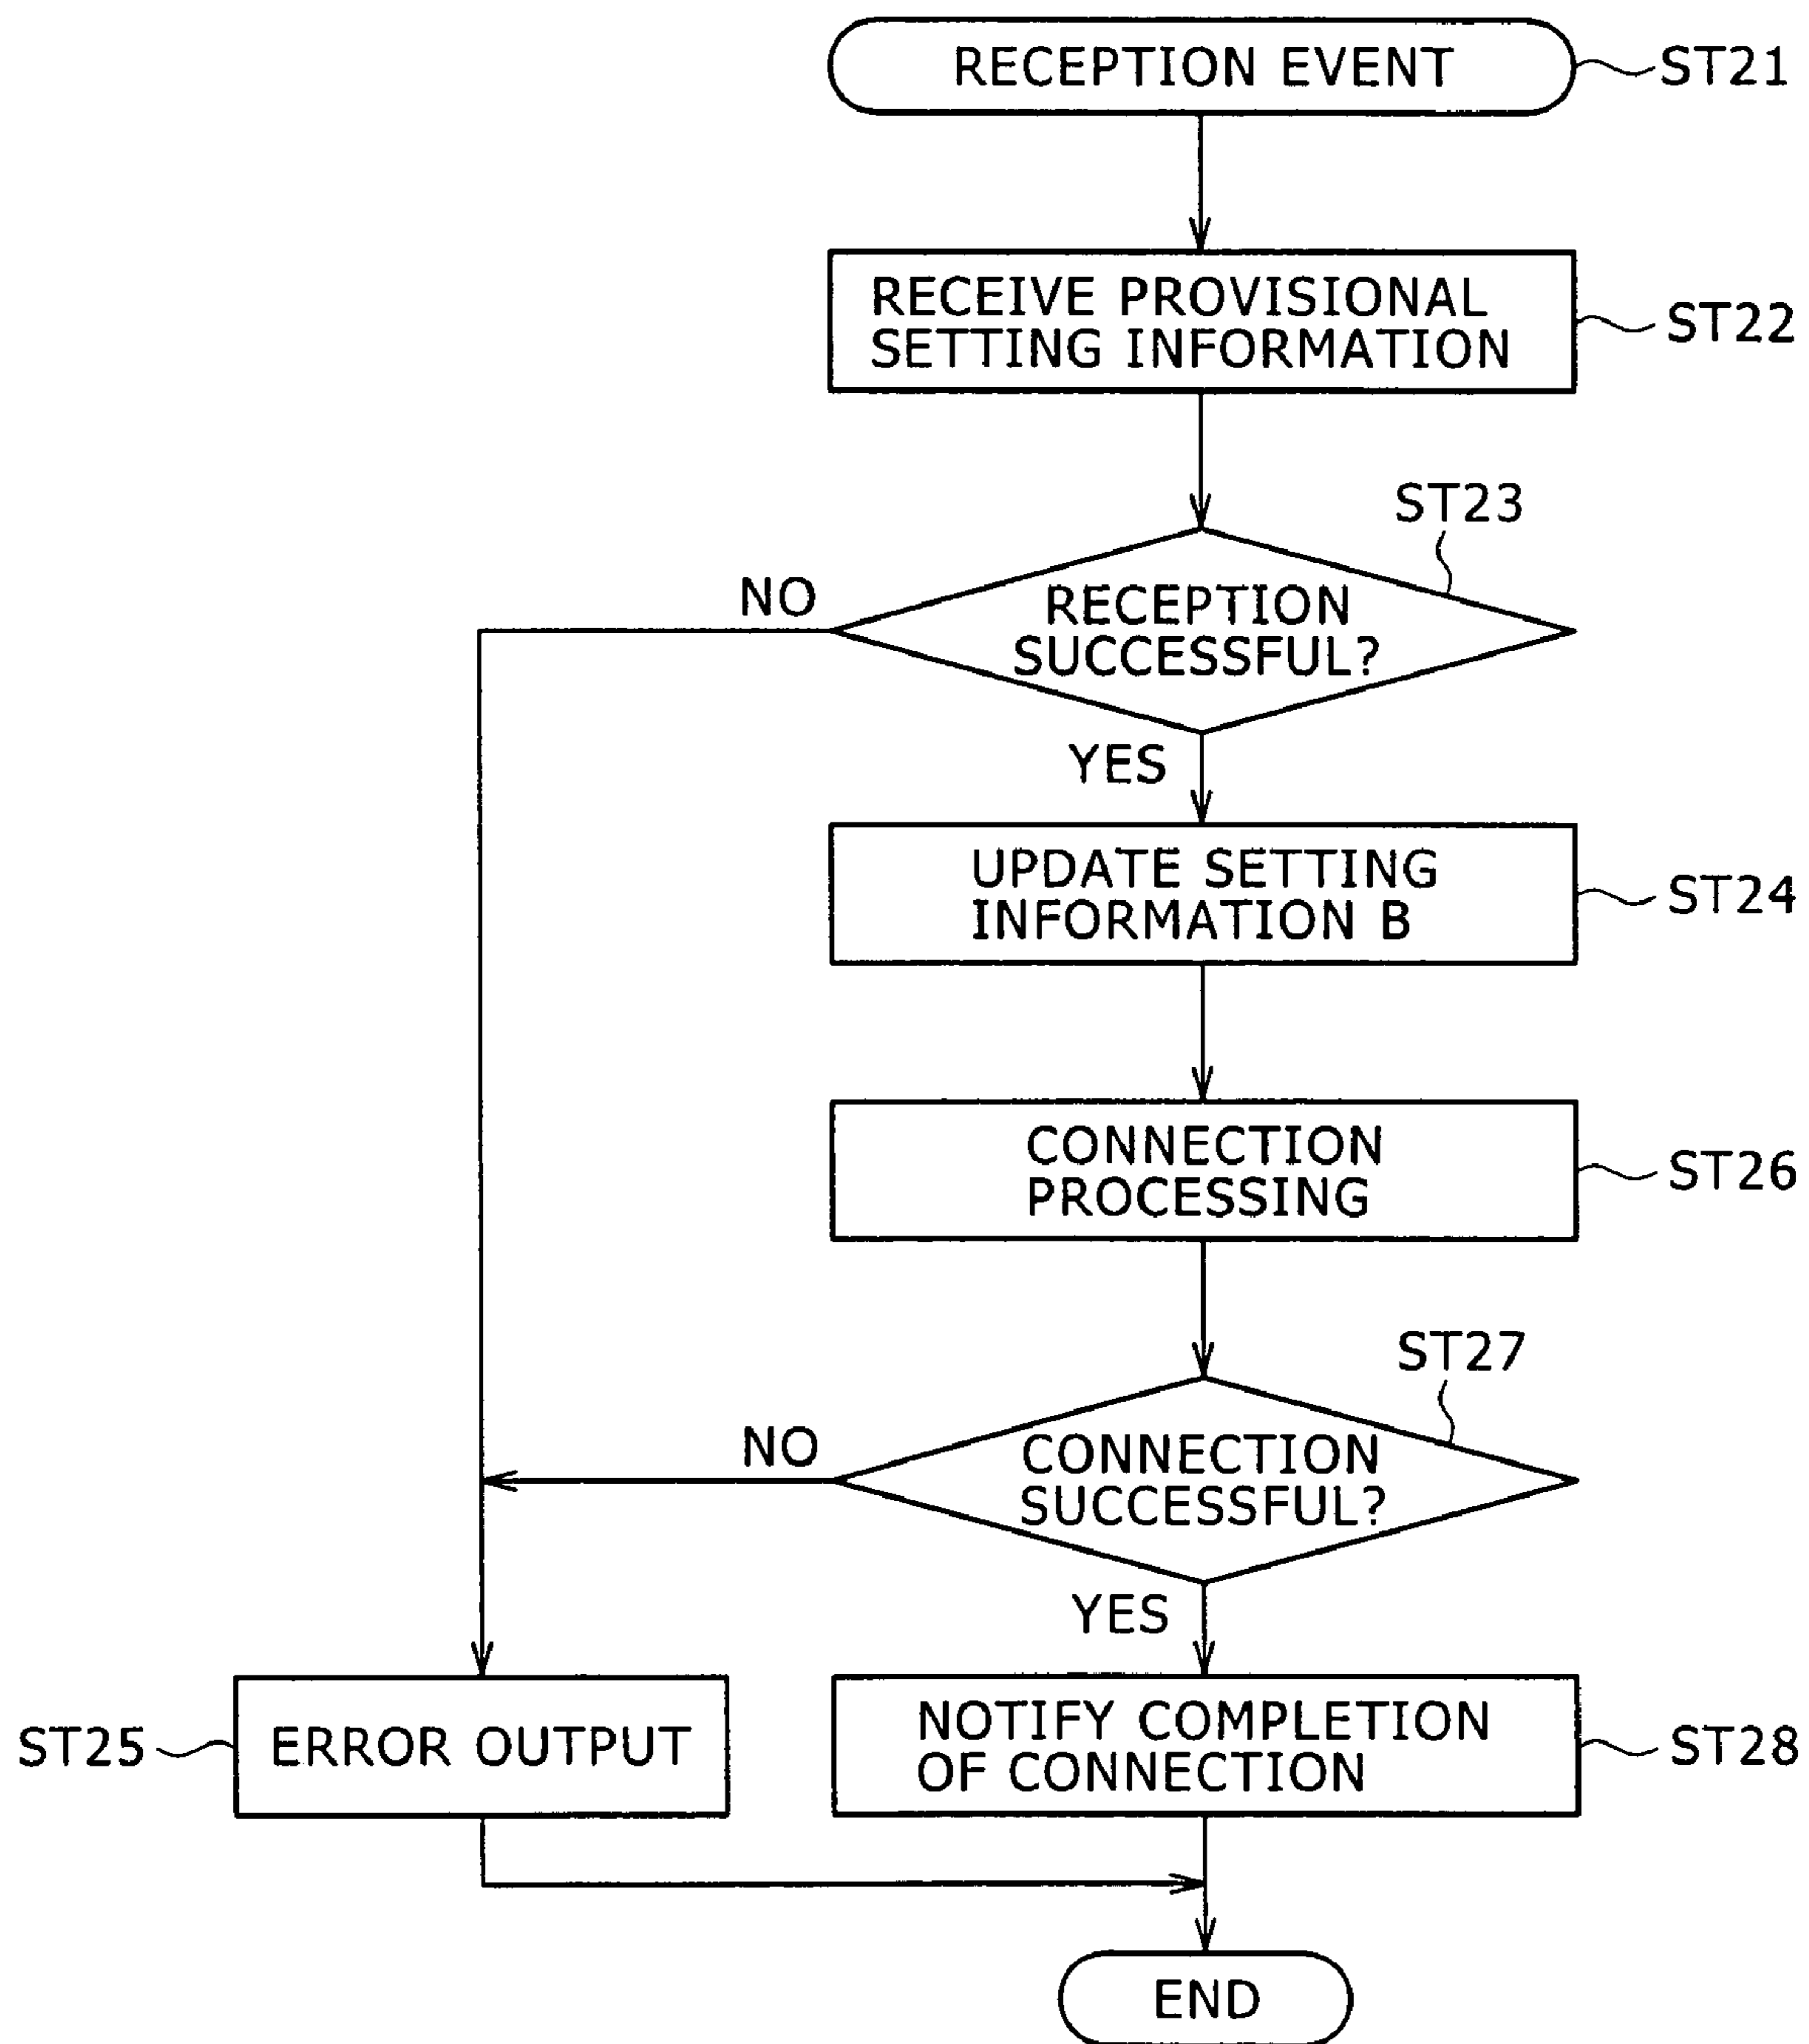 RECEPTION EVENT
ST21
RECEIVE PROVISIONAL
SETTING INFORMATION
ST22
ST23
NO
RECEPTION
SUCCESSFUL?
YES
UPDATE SETTING
INFORMATION B
ST24
CONNECTION
PROCESSING
ST26
ST27
NO
CONNECTION
SUCCESSFUL?
YES
ST25
ERROR OUTPUT
NOTIFY COMPLETION
OF CONNECTION
ST28
END